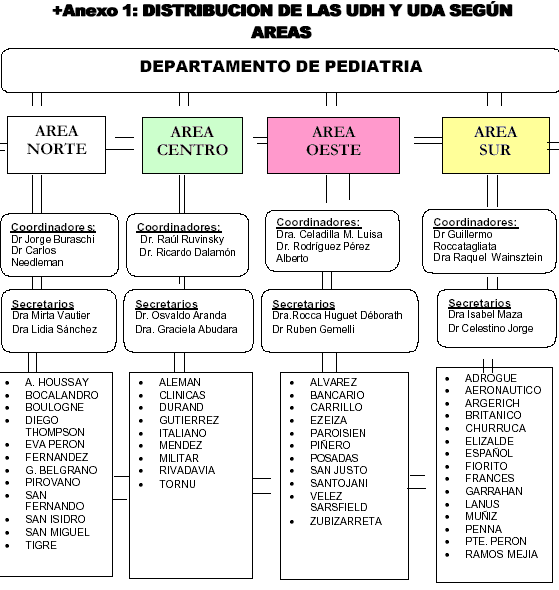 +Anexo 1: DISTRIBUCION DE LAS UDH Y UDA SEGÚN
AREAS
DEPARTAMENTO DE PEDIATRIA
AREA
NORTE
Coordinadores:
Dr Jorge Buraschi
Dr Carlos
Needleman
Secretarios
Dra Mirta Vautier
Dra Lidia Sánchez
• A. HOUSSAY
• BOCALANDRO
• BOULOGNE
• DIEGO
THOMPSON
• EVA PERON
• FERNANDEZ
• G. BELGRANO
• PIROVANO
• SAN
FERNANDO
• SAN ISIDRO
• SAN MIGUEL
• TIGRE
AREA
CENTRO
Coordinadores:
Dr. Raúl Ruvinsky
Dr. Ricardo Dalamón
Secretarios
Dr. Osvaldo Aranda
Dra. Graciela Abudara
• ALEMAN
• CLINICAS
• DURAND
• GUTIERREZ
• ITALIANO
• MENDEZ
• MILITAR
• RIVADAVIA
• TORNU
AREA
OESTE
Coordinadores:
Dra. Celadilla M. Luisa
Dr. Rodríguez Pérez
Alberto
Secretarios
Dra.Rocca Huguet Déborath
Dr Ruben Gemelli
• ALVAREZ
• BANCARIO
• CARRILLO
• EZEIZA
• PAROISIEN
• PIÑERO
• POSADAS
• SAN JUSTO
• SANTOJANI
• VELEZ
SARSFIELD
• ZUBIZARRETA
AREA
SUR
Coordinadores:
Dr Guillermo
Roccatagliata
Dra Raquel Wainsztein
Secretarios
Dra Isabel Maza
Dr Celestino Jorge
• ADROGUE
• AERONAUTICO
• ARGERICH
• BRITANICO
• CHURRUCA
• ELIZALDE
• ESPAÑOL
• FIORITO
• FRANCES
• GARRAHAN
• LANUS
• MUÑIZ
• PENNA
• PTE. PERON
• RAMOS MEJIA